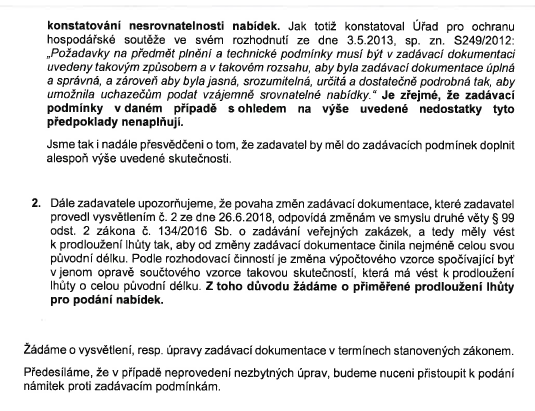 konstatování nesrovnatelnosti nabídek. Jak totiž konstatoval Úřad pro ochranu
hospodářské soutěže ve svém rozhodnutí ze dne 3.5.2013, sp. zn. S249/2012:
„Požadavky na předmět plnění a technické podmínky musí být v zadávací dokumentaci
uvedeny takovým způsobem a v takovém rozsahu, aby byla zadávací dokumentace úplná
a správná, a zároveň aby byla jasná, srozumitelná, určitá a dostatečně podrobná tak, aby
umožnila uchazečům podat vzájemně srovnatelné nabídky.“ Je zřejmé, že zadávací
podmínky v daném případě s ohledem na výše uvedené nedostatky tyto
předpoklady nenaplňují.
Jsme tak i nadále přesvědčeni o tom, že zadavatel by měl do zadávacích podmínek doplnit
alespoň výše uvedené skutečnosti.
2. Dále zadavatele upozorňujeme, že povaha změn zadávací dokumentace, které zadavatel
provedl vysvětlením č. 2 ze dne 26.6.2018, odpovídá změnám ve smyslu druhé věty § 99
odst. 2 zákona č. 134/2016 Sb. o zadávání veřejných zakázek, a tedy měly vést
k prodloužení lhůty tak, aby od změny zadávací dokumentace činila nejméně celou svou
původní délku. Podle rozhodovací činností je změna výpočtového vzorce spočívající byť
v jenom opravě součtového vzorce takovou skutečností, která má vést k prodloužení
lhůty o celou původní délku. Z toho důvodu žádáme o přiměřené prodloužení lhůty
pro podání nabídek.
Žádáme o vysvětlení, resp. úpravy zadávací dokumentace v termínech stanovených zákonem.
Předesíláme, že v případě neprovedení nezbytných úprav, budeme nuceni přistoupit k podání
námitek proti zadávacím podmínkám.